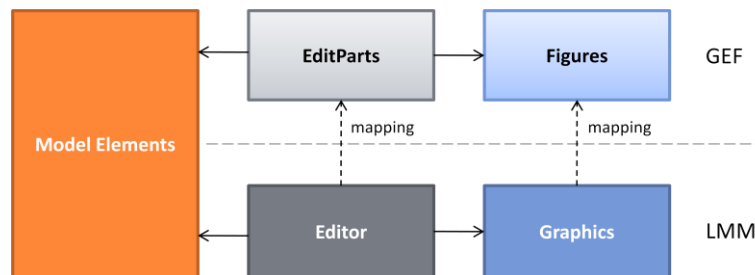 EditParts
Figures
GEF
mapping
mapping
Model Elements
Editor
Graphics
LMM